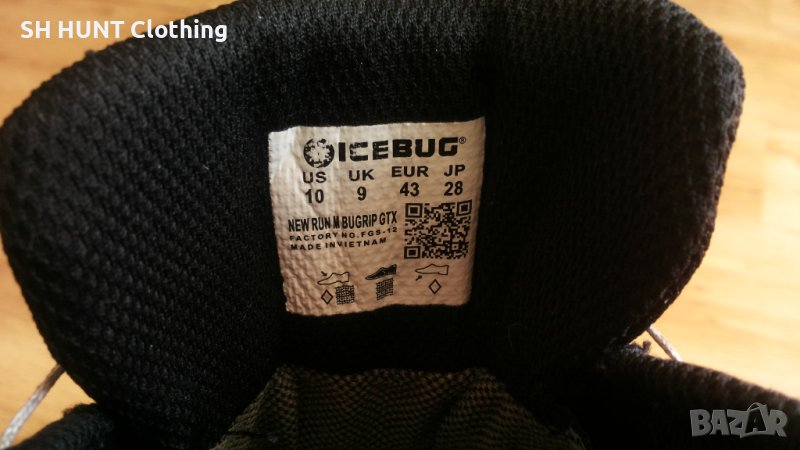 SH HUNT Clothing
ICEBUG®
US UK EUR JP
10 9 43 28
NEW RUN M BUGRIP GTX
FACTORY NO.FGS-12
MADE IN VIETNAM
BAZAR